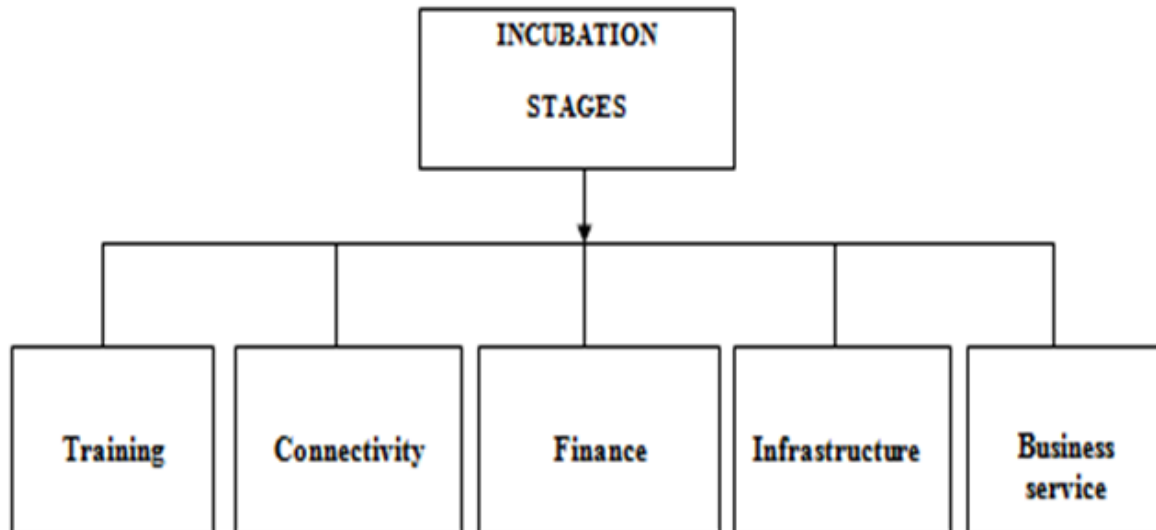 INCUBATION
STAGES
Training
Connectivity
Finance
Infrastructure
Business
service